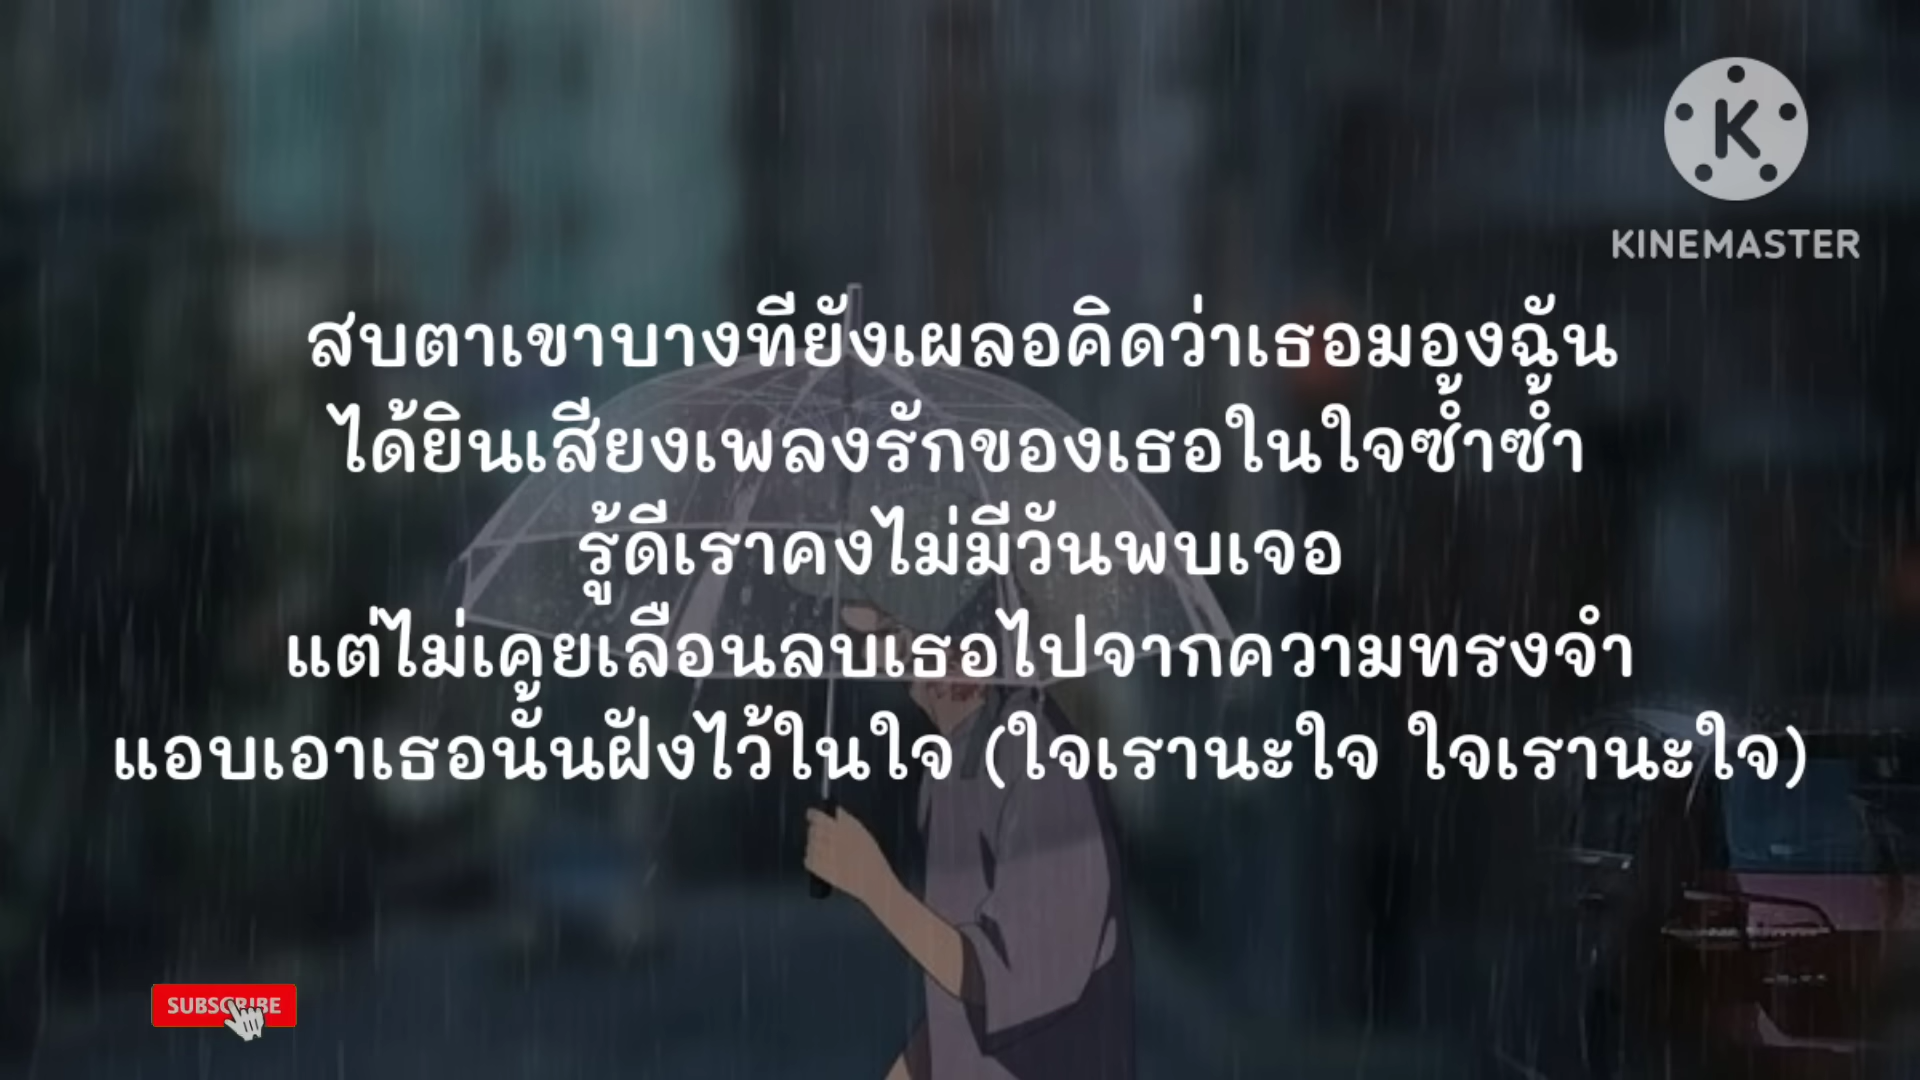 KINEMASTER
สบตาเขาบางทียังเผลอคิดว่าเธอมองฉัน
ได้ยินเสียงเพลงรักของเธอในใจซ้ำซ้ำ
รู้ดีเราคงไม่มีวันพบเจอ
แต่ไม่เคยเลือนลบเธอไปจากความทรงจำ
แอบเอาเธอนั้นฝังไว้ในใจ (ใจเรานะใจ ใจเรานะใจ)
SUBSCRIBE